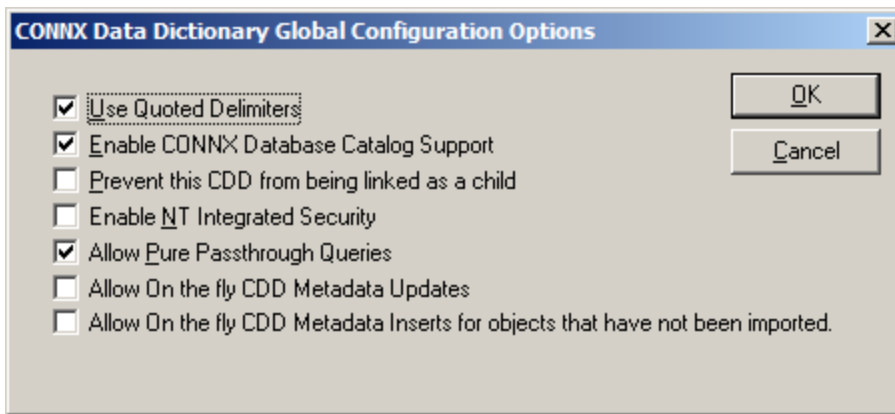 CONNX Data Dictionary Global Configuration Options
Use Quoted Delimiters
OK
Enable CONNX Database Catalog Support
Cancel
Prevent this CDD from being linked as a child
Enable NT Integrated Security
Allow Pure Passthrough Queries
Allow On the fly CDD Metadata Updates
Allow On the fly CDD Metadata Inserts for objects that have not been imported.